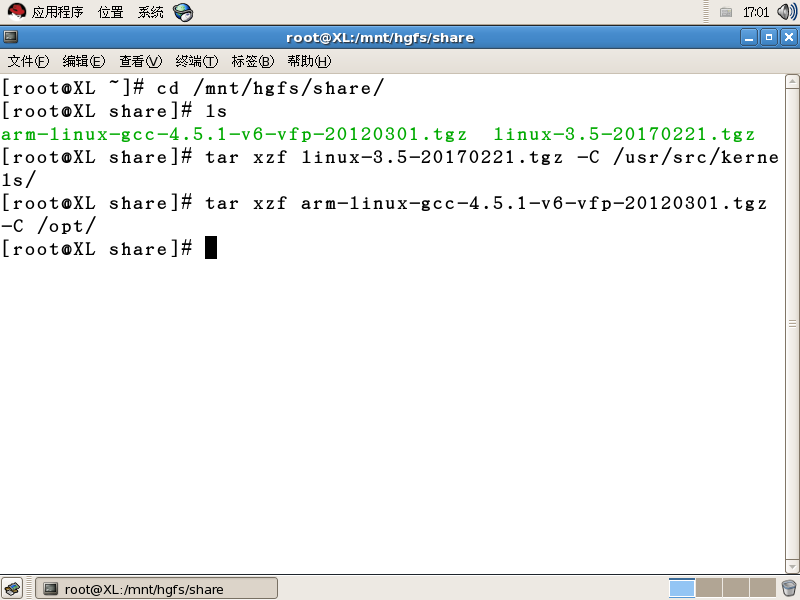 应用程序 位置 系统 17:01
root@XL:/mnt/hgfs/share
文件(F) 编辑(E) 查看(V) 终端(T) 标签(B) 帮助(H)
[root@XL ~]# cd /mnt/hgfs/share/
[root@XL share]# ls
arm-linux-gcc-4.5.1-v6-vfp-20120301.tgz  linux-3.5-20170221.tgz
[root@XL share]# tar xzf linux-3.5-20170221.tgz -C /usr/src/kerne
ls/
[root@XL share]# tar xzf arm-linux-gcc-4.5.1-v6-vfp-20120301.tgz
-C /opt/
[root@XL share]#
root@XL:/mnt/hgfs/share